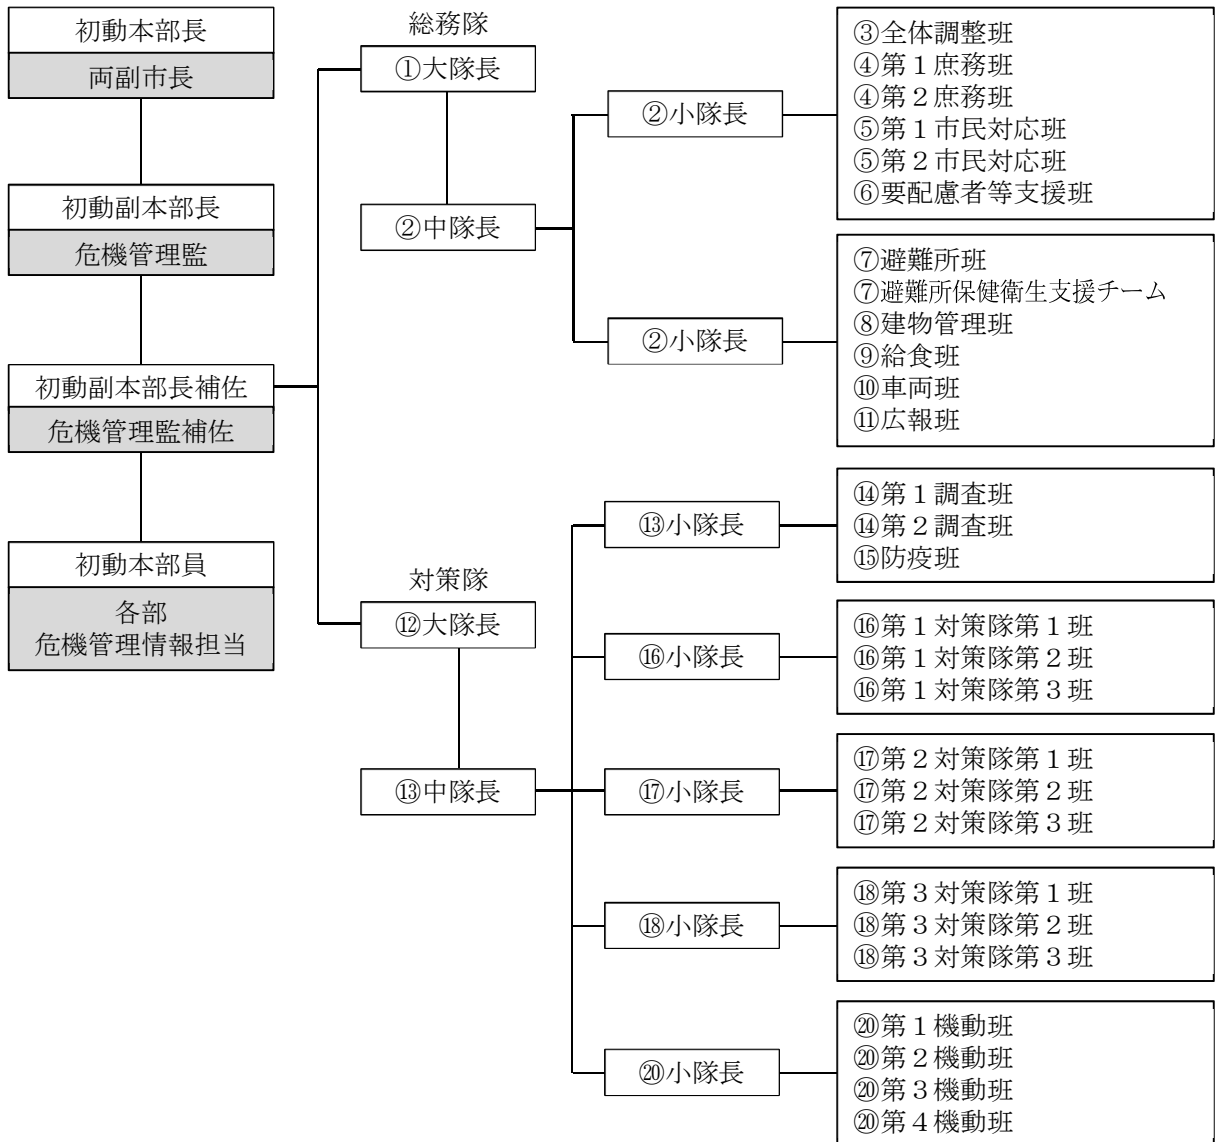 初動本部長
両副市長
初動副本部長
危機管理監
初動副本部長補佐
危機管理監補佐
初動本部員
各部
危機管理情報担当
総務隊
①大隊長
②中隊長
②小隊長
③全体調整班
④第１庶務班
④第２庶務班
⑤第１市民対応班
⑤第２市民対応班
⑥要配慮者等支援班
②小隊長
⑦避難所班
⑦避難所保健衛生支援チーム
⑧建物管理班
⑨給食班
⑩車両班
⑪広報班
対策隊
⑫大隊長
⑬中隊長
⑬小隊長
⑭第１調査班
⑭第２調査班
⑮防疫班
⑯小隊長
⑯第１対策隊第１班
⑯第１対策隊第２班
⑯第１対策隊第３班
⑰小隊長
⑰第２対策隊第１班
⑰第２対策隊第２班
⑰第２対策隊第３班
⑱小隊長
⑱第３対策隊第１班
⑱第３対策隊第２班
⑱第３対策隊第３班
⑳小隊長
⑳第１機動班
⑳第２機動班
⑳第３機動班
⑳第４機動班